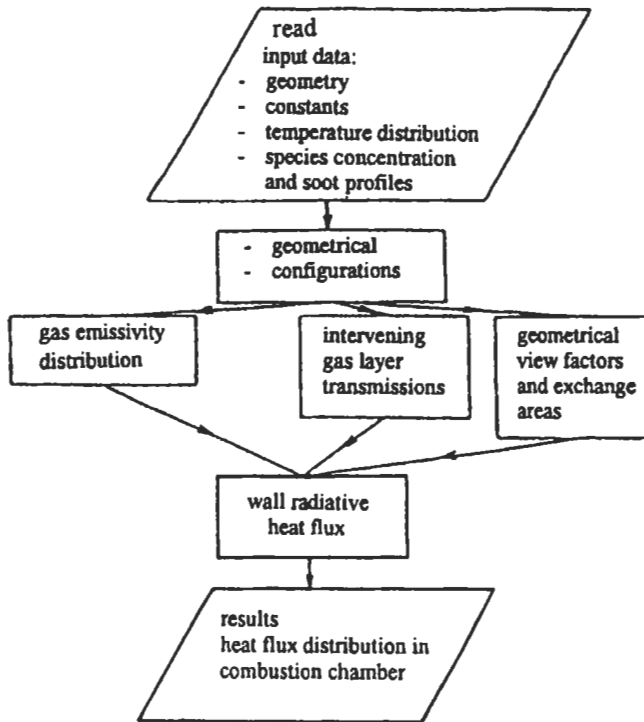 read
input data:
- geometry
- constants
- temperature distribution
- species concentration
and soot profiles
- geometrical
- configurations
gas emissivity
distribution
intervening
gas layer
transmissions
geometrical
view factors
and exchange
areas
wall radiative
heat flux
results
heat flux distribution in
combustion chamber